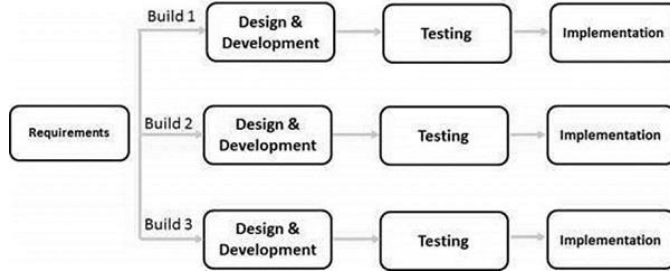 Build 1
Design &
Development
Testing
Implementation
Requirements
Build 2
Design &
Development
Testing
Implementation
Build 3
Design &
Development
Testing
Implementation